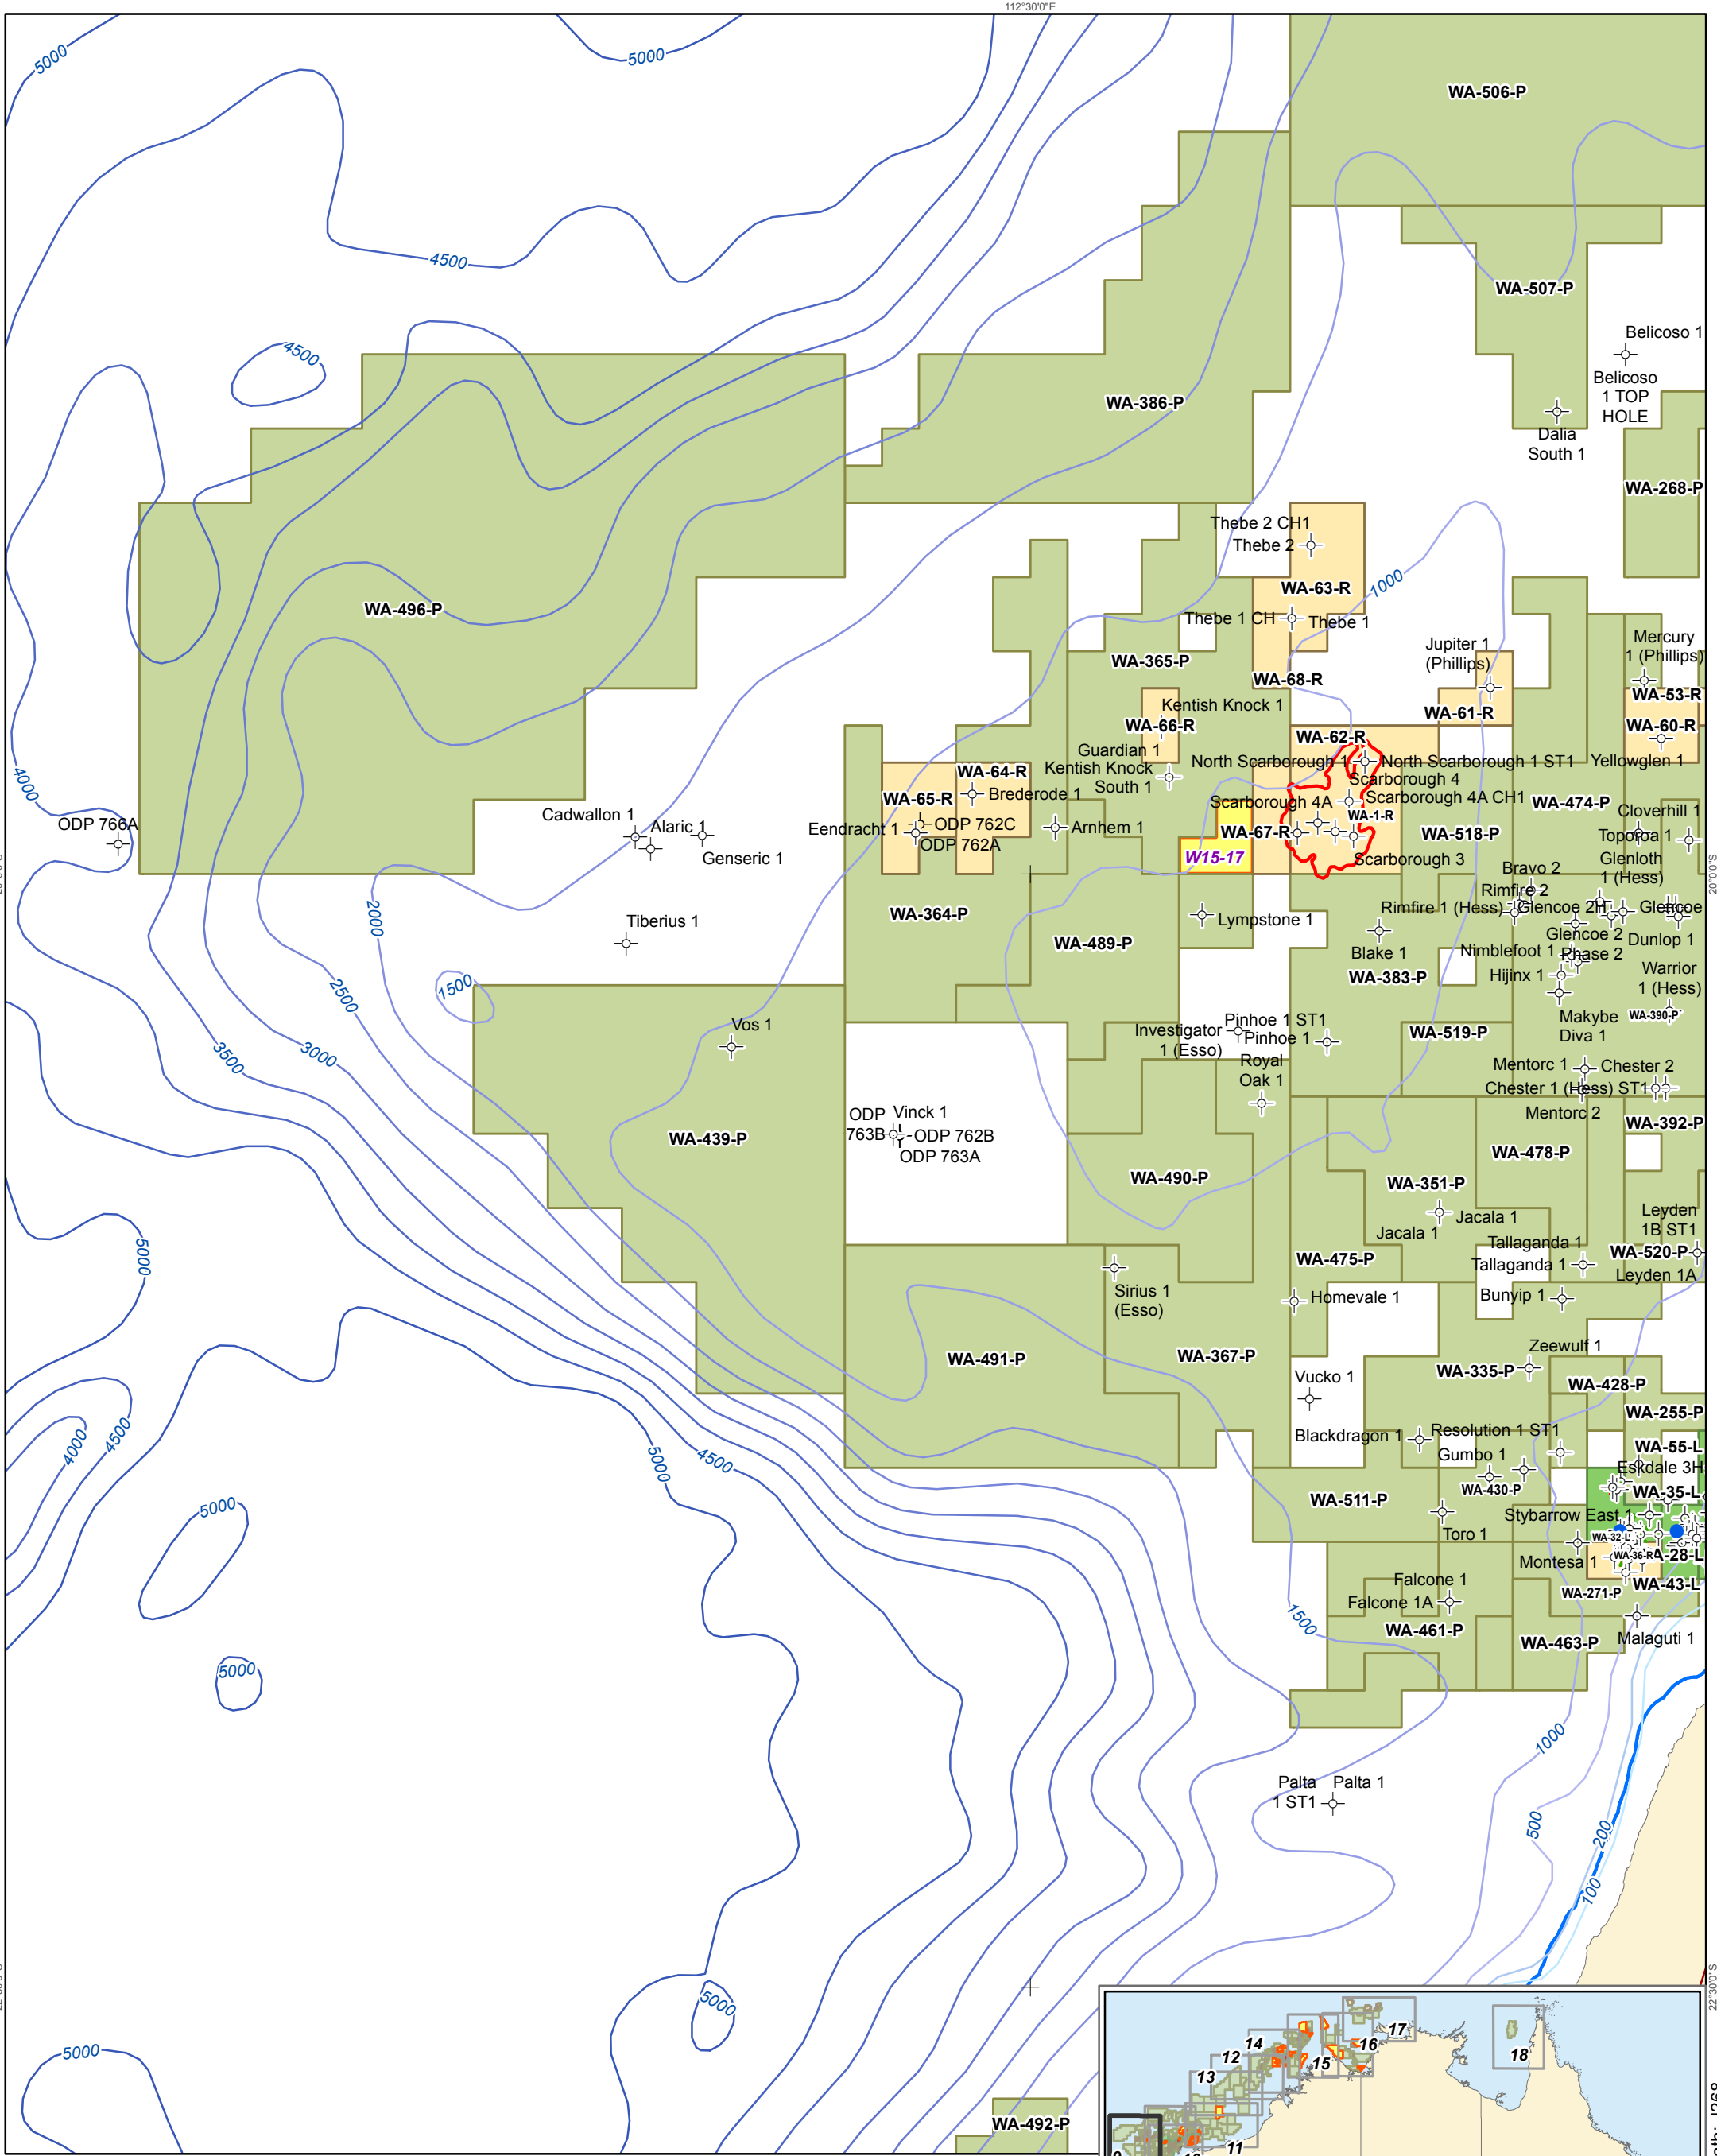 112°30'0"E
5000
5000
WA-506-P
4500
WA-507-P
Belicoso 1
4500
WA-386-P
Belicoso
1 TOP
HOLE
Dalia
South 1
WA-268-P
Thebe 2 CH1
Thebe 2
1000
WA-63-R
WA-496-P
Thebe 1 CH
Thebe 1
Jupiter 1
(Phillips)
Mercury
1 (Phillips)
WA-365-P
WA-68-R
WA-53-R
Kentish Knock 1
WA-61-R
WA-66-R
WA-60-R
WA-62-R
Guardian 1
Kentish Knock
South 1
North Scarborough 1
North Scarborough 1 ST1
Yellowglen 1
WA-64-R
Scarborough 4
4000
WA-65-R
Brederode 1
Scarborough 4A
Scarborough 4A CH1
WA-474-P
Cadwallon 1
Cloverhill 1
WA-1-R
ODP 766A
Alaric 1
Eendracht 1
ODP 762C
Arnhem 1
WA-67-R
WA-518-P
Toporoa 1
ODP 762A
Genseric 1
W15-17
Scarborough 3
Glenloth
1 (Hess)
20°0'0"S
Bravo 2
Rimfire 2
2000
WA-364-P
Rimfire 1 (Hess)
Glencoe 2H
Glencoe
Tiberius 1
Lympstone 1
WA-489-P
Blake 1
Glencoe 2
Phase 2
Dunlop 1
Nimblefoot 1
WA-383-P
Hijinx 1
Warrior
1 (Hess)
1500
2500
Vos 1
Pinhoe 1 ST1
Pinhoe 1
Investigator
1 (Esso)
WA-390-P
Makybe
Diva 1
WA-519-P
3500
3000
Royal
Oak 1
Mentorc 1
Chester 2
Chester 1 (Hess) ST1
Mentorc 2
ODP
763B
Vinck 1
ODP 762B
ODP 763A
WA-392-P
WA-439-P
WA-478-P
WA-490-P
WA-351-P
Leyden
1B ST1
Jacala 1
Jacala 1
5000
Tallaganda 1
Tallaganda 1
WA-520-P
WA-475-P
Leyden 1A
Sirius 1
(Esso)
Homevale 1
Bunyip 1
WA-491-P
WA-367-P
Zeewulf 1
WA-335-P
WA-428-P
Vucko 1
WA-255-P
4500
4000
Blackdragon 1
Resolution 1 ST1
5000
4500
Gumbo 1
WA-55-L
Eskdale 3H
WA-430-P
WA-35-L
5000
WA-511-P
Stybarrow East 1
Toro 1
WA-32-L
Montesa 1
WA-36-R
WA-28-L
Falcone 1
Falcone 1A
WA-271-P
WA-43-L
1500
WA-461-P
WA-463-P
Malaguti 1
5000
1000
Palta
1 ST1
Palta 1
500
200
100
5000
22°30'0"S
5000
17
14
16
12
15
18
13
WA-492-P
11